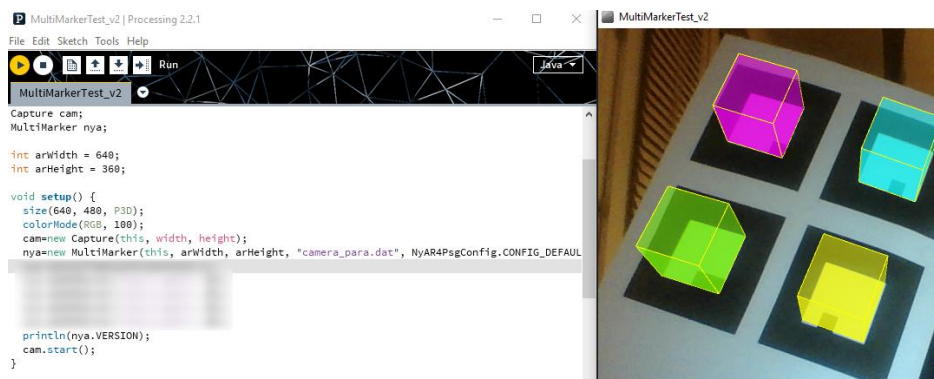 MultiMarkerTest_v2 | Processing 2.2.1
File Edit Sketch Tools Help
Run
Java
MultiMarkerTest_v2
Capture cam;
MultiMarker nya;
int arWidth = 640;
int arHeight = 360;
void setup() {
size(640, 480, P3D);
colorMode(RGB, 100);
cam=new Capture(this, width, height);
nya=new MultiMarker(this, arWidth, arHeight, "camera_para.dat", NyAR4PsgConfig.CONFIG_DEFAUL
println(nya.VERSION);
cam.start();
}
MultiMarkerTest_v2